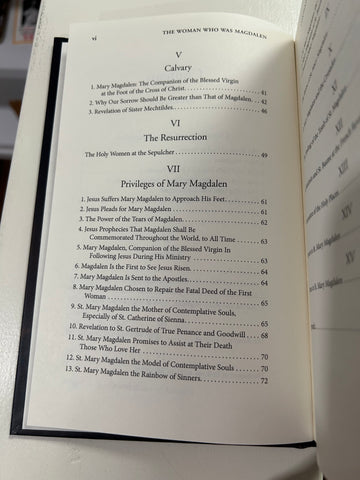 vi THE WOMAN WHO WAS MAGDALEN
V
Calvary
1. Mary Magdalen: The Companion of the Blessed Virgin
at the Foot of the Cross of Christ. 41
2. Why Our Sorrow Should Be Greater than That of Magdalen. 42
3. Revelation of Sister Mechtildes 46
VI
The Resurrection
The Holy Women at the Sepulcher 49
VII
Privileges of Mary Magdalen
1. Jesus Suffers Mary Magdalen to Approach His Feet. 61
2. Jesus Pleads for Mary Magdalen 62
3. The Power of the Tears of Magdalen. 62
4. Jesus Prophecies That Magdalen Shall Be
Commemorated Throughout the World, to All Time 63
5. Mary Magdalen, Companion of the Blessed Virgin in
Following Jesus During His Ministry 64
6. Magdalen Is the First to See Jesus Risen. 64
7. Mary Magdalen Is Sent to the Apostles. 64
8. Mary Magdalen Chosen to Repair the Fatal Deed of the First
Woman 64
9. St. Mary Magdalen the Mother of Contemplative Souls,
Especially of St. Catherine of Sienna. 65
10. Revelation to St. Gertrude of True Penance and Goodwill 68
11. St. Mary Magdalen Promises to Assist at Their Death
Those Who Love Her 70
12. St. Mary Magdalen the Model of Contemplative Souls 70
13. St. Mary Magdalen the Rainbow of Sinners. 72